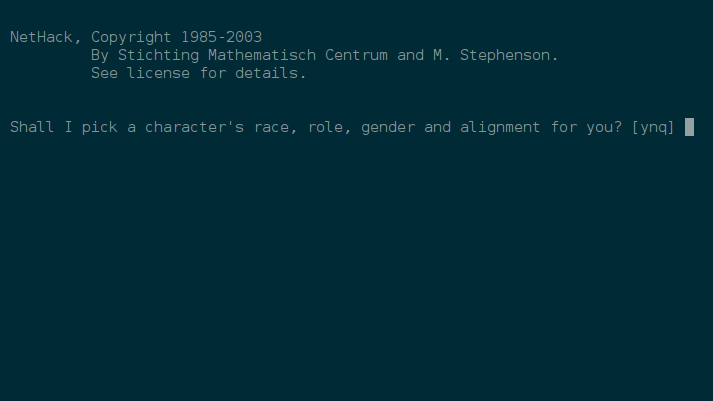 NetHack, Copyright 1985-2003
By Stichting Mathematisch Centrum and M. Stephenson.
See license for details.
Shall I pick a character's race, role, gender and alignment for you? [ynq]